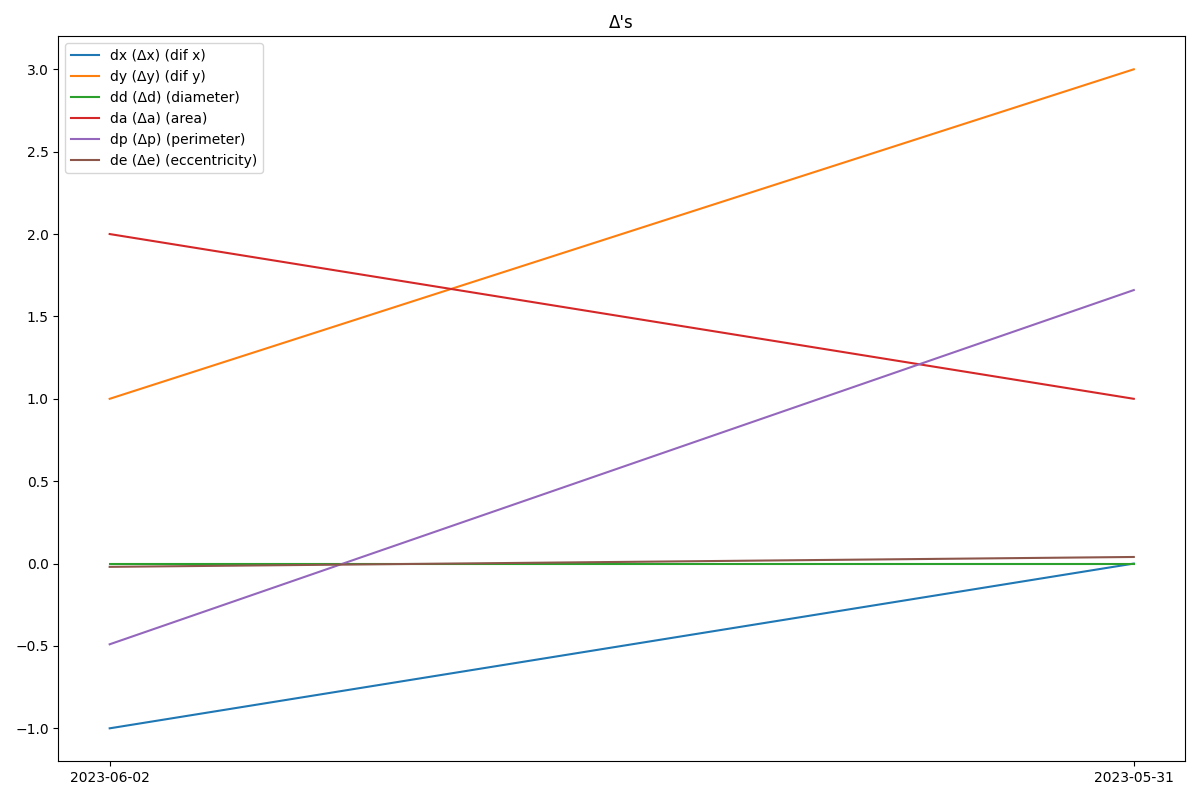 Δ's
dx (Δx) (dif x)
dy (Δy) (dif y)
dd (Δd) (diameter)
da (Δa) (area)
dp (Δp) (perimeter)
de (Δe) (eccentricity)
3.0
2.5
2.0
1.5
1.0
0.5
0.0
−0.5
−1.0
2023-06-02 2023-05-31